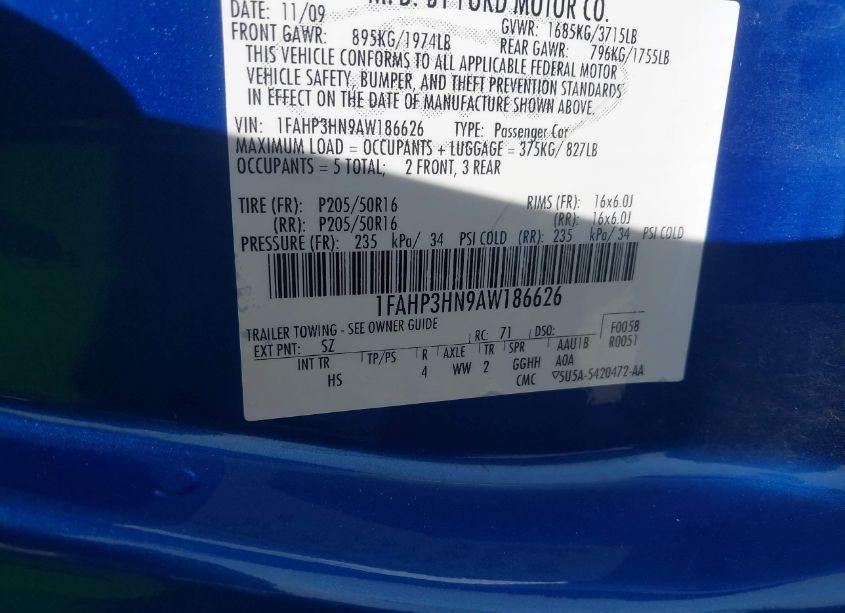 MFD. BY FORD MOTOR CO.
DATE: 11/09 GVWR: 1685KG/3715LB
FRONT GAWR: 895KG/1974LB REAR GAWR: 796KG/1755LB
THIS VEHICLE CONFORMS TO ALL APPLICABLE FEDERAL MOTOR
VEHICLE SAFETY, BUMPER, AND THEFT PREVENTION STANDARDS
IN EFFECT ON THE DATE OF MANUFACTURE SHOWN ABOVE.
VIN: 1FAHP3HN9AW186626 TYPE: Passenger Car
MAXIMUM LOAD = OCCUPANTS + LUGGAGE = 375KG/ 827LB
OCCUPANTS = 5 TOTAL; 2 FRONT, 3 REAR
TIRE (FR): P205/50R16 RIMS (FR): 16x6.0J
(RR): P205/50R16 (RR): 16x6.0J
PRESSURE (FR): 235 kPa/ 34 PSI COLD (RR): 235 kPa/ 34 PSI COLD
1FAHP3HN9AW186626
TRAILER TOWING - SEE OWNER GUIDE
EXT PNT: SZ RC: 71 DSO: F0058
INT TR TP/PS R AXLE TR SPR AAU1B R0051
HS 4 WW 2 GGHH A0A
CMC ▽5U5A-5420472-AA